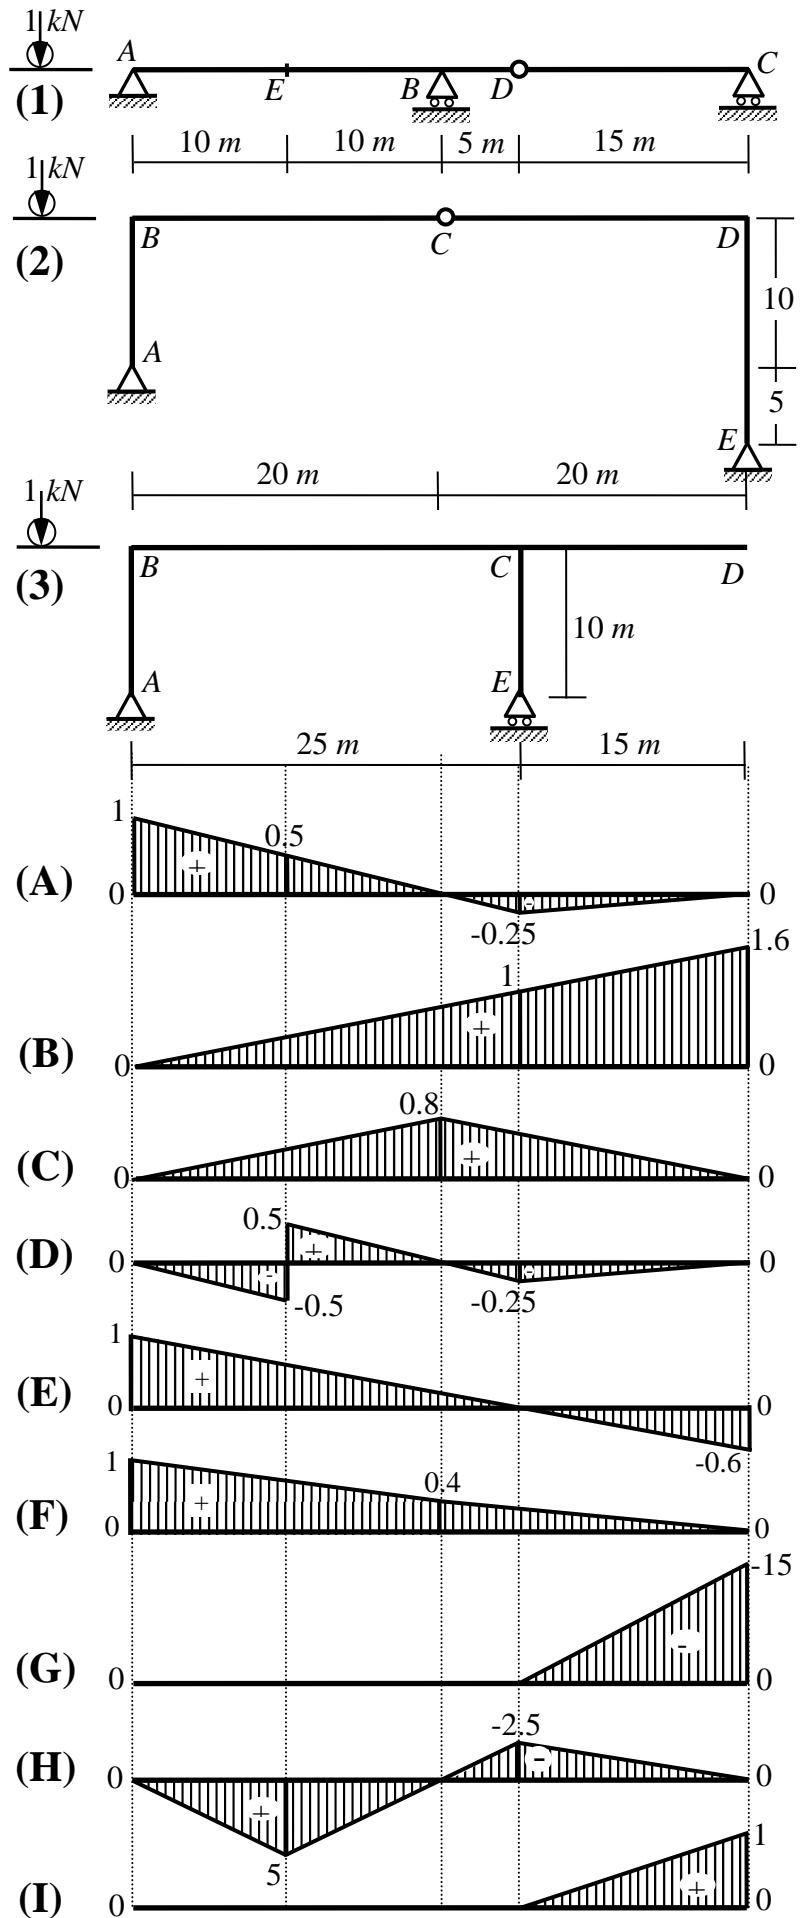 1 kN
A
E
B
D
C
(1)
10 m 10 m 5 m 15 m
1 kN
B
C
D
(2)
10
A
5
E
20 m 20 m
1 kN
B
C
D
(3)
10 m
A
E
25 m 15 m
1
0.5
+
(A) 0 - 0
-0.25
1.6
1
+
(B) 0 0
0.8
+
(C) 0 0
0.5
+
(D) 0 - - 0
-0.5 -0.25
1
+
(E) 0 0
-0.6
1
0.4
+
(F) 0 0
-15
-
(G) 0 0
-2.5
-
(H) 0 0
+
5
1
+
(I) 0 0